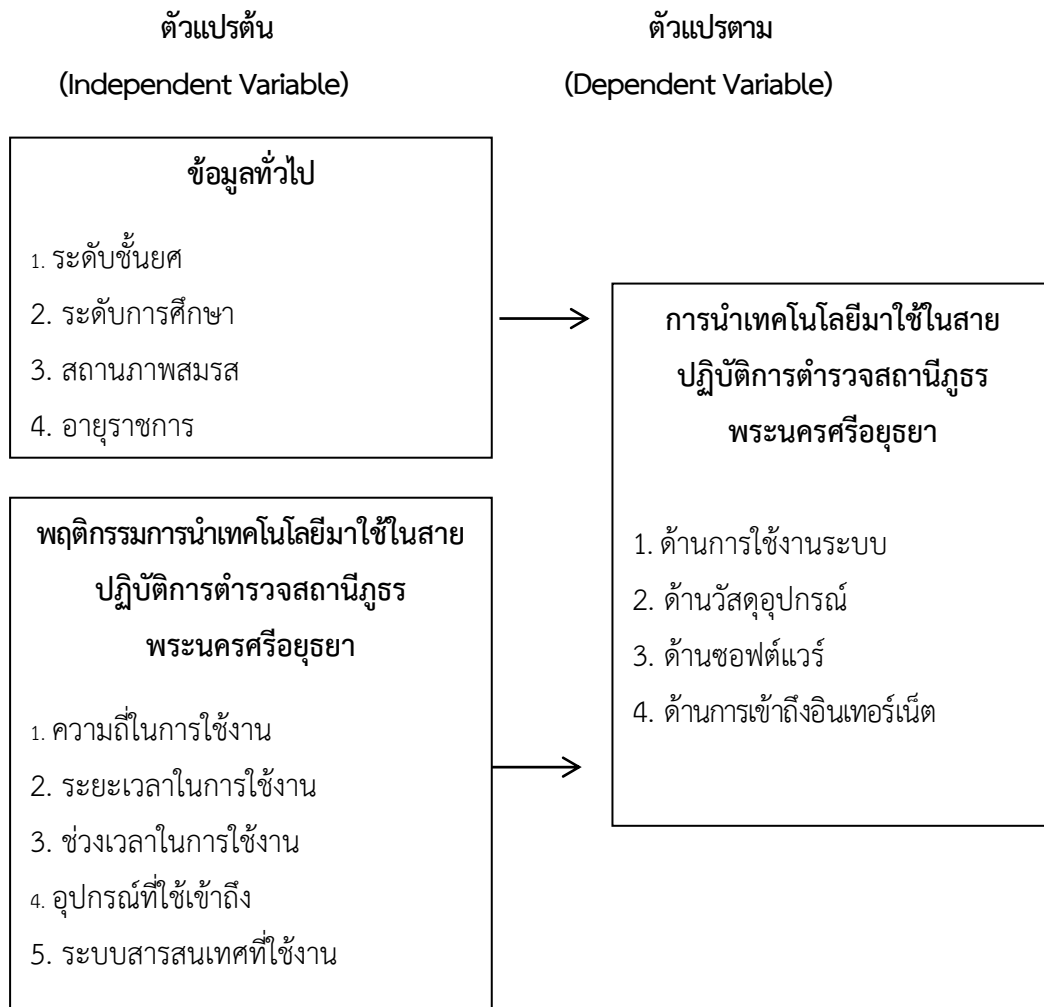 ตัวแปรต้น
(Independent Variable)
ตัวแปรตาม
(Dependent Variable)
ข้อมูลทั่วไป
1. ระดับชั้นยศ
2. ระดับการศึกษา
3. สถานภาพสมรส
4. อายุราชการ
พฤติกรรมการนำเทคโนโลยีมาใช้ในสาย
ปฏิบัติการตำรวจสถานีภูธร
พระนครศรีอยุธยา
1. ความถี่ในการใช้งาน
2. ระยะเวลาในการใช้งาน
3. ช่วงเวลาในการใช้งาน
4. อุปกรณ์ที่ใช้เข้าถึง
5. ระบบสารสนเทศที่ใช้งาน
การนำเทคโนโลยีมาใช้ในสาย
ปฏิบัติการตำรวจสถานีภูธร
พระนครศรีอยุธยา
1. ด้านการใช้งานระบบ
2. ด้านวัสดุอุปกรณ์
3. ด้านซอฟต์แวร์
4. ด้านการเข้าถึงอินเทอร์เน็ต